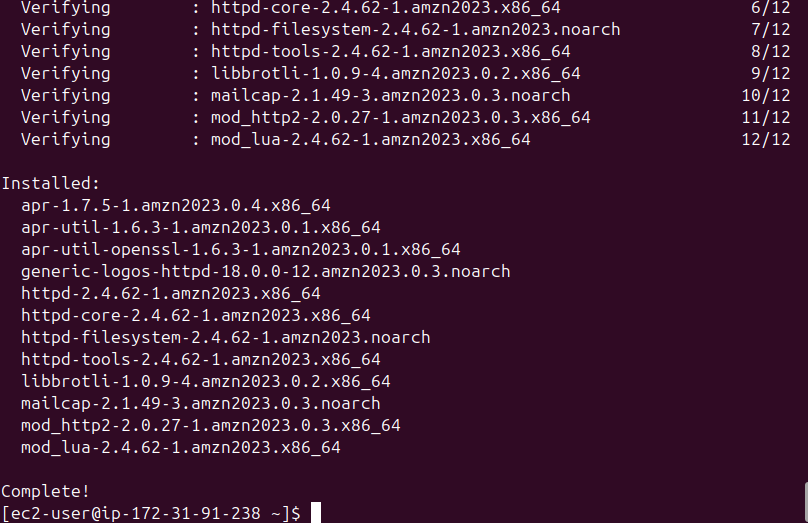 Verifying : httpd-core-2.4.62-1.amzn2023.x86_64 6/12
Verifying : httpd-filesystem-2.4.62-1.amzn2023.noarch 7/12
Verifying : httpd-tools-2.4.62-1.amzn2023.x86_64 8/12
Verifying : libbrotli-1.0.9-4.amzn2023.0.2.x86_64 9/12
Verifying : mailcap-2.1.49-3.amzn2023.0.3.noarch 10/12
Verifying : mod_http2-2.0.27-1.amzn2023.0.3.x86_64 11/12
Verifying : mod_lua-2.4.62-1.amzn2023.x86_64 12/12
Installed:
apr-1.7.5-1.amzn2023.0.4.x86_64
apr-util-1.6.3-1.amzn2023.0.1.x86_64
apr-util-openssl-1.6.3-1.amzn2023.0.1.x86_64
generic-logos-httpd-18.0.0-12.amzn2023.0.3.noarch
httpd-2.4.62-1.amzn2023.x86_64
httpd-core-2.4.62-1.amzn2023.x86_64
httpd-filesystem-2.4.62-1.amzn2023.noarch
httpd-tools-2.4.62-1.amzn2023.x86_64
libbrotli-1.0.9-4.amzn2023.0.2.x86_64
mailcap-2.1.49-3.amzn2023.0.3.noarch
mod_http2-2.0.27-1.amzn2023.0.3.x86_64
mod_lua-2.4.62-1.amzn2023.x86_64
Complete!
[ec2-user@ip-172-31-91-238 ~]$